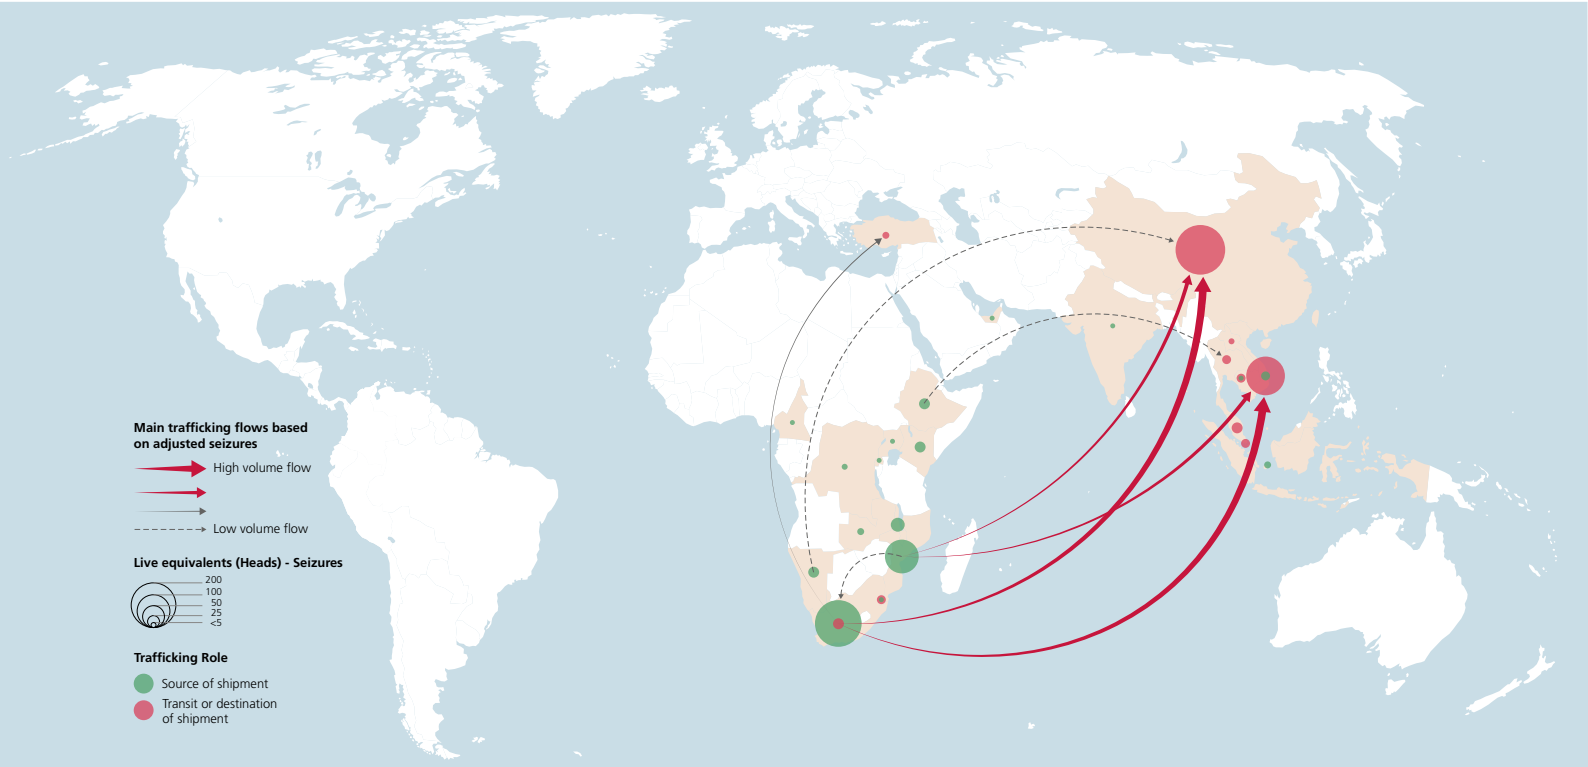 Main trafficking flows based
on adjusted seizures
High volume flow
Low volume flow
Live equivalents (Heads) - Seizures
200
100
50
25
<5
Trafficking Role
Source of shipment
Transit or destination
of shipment